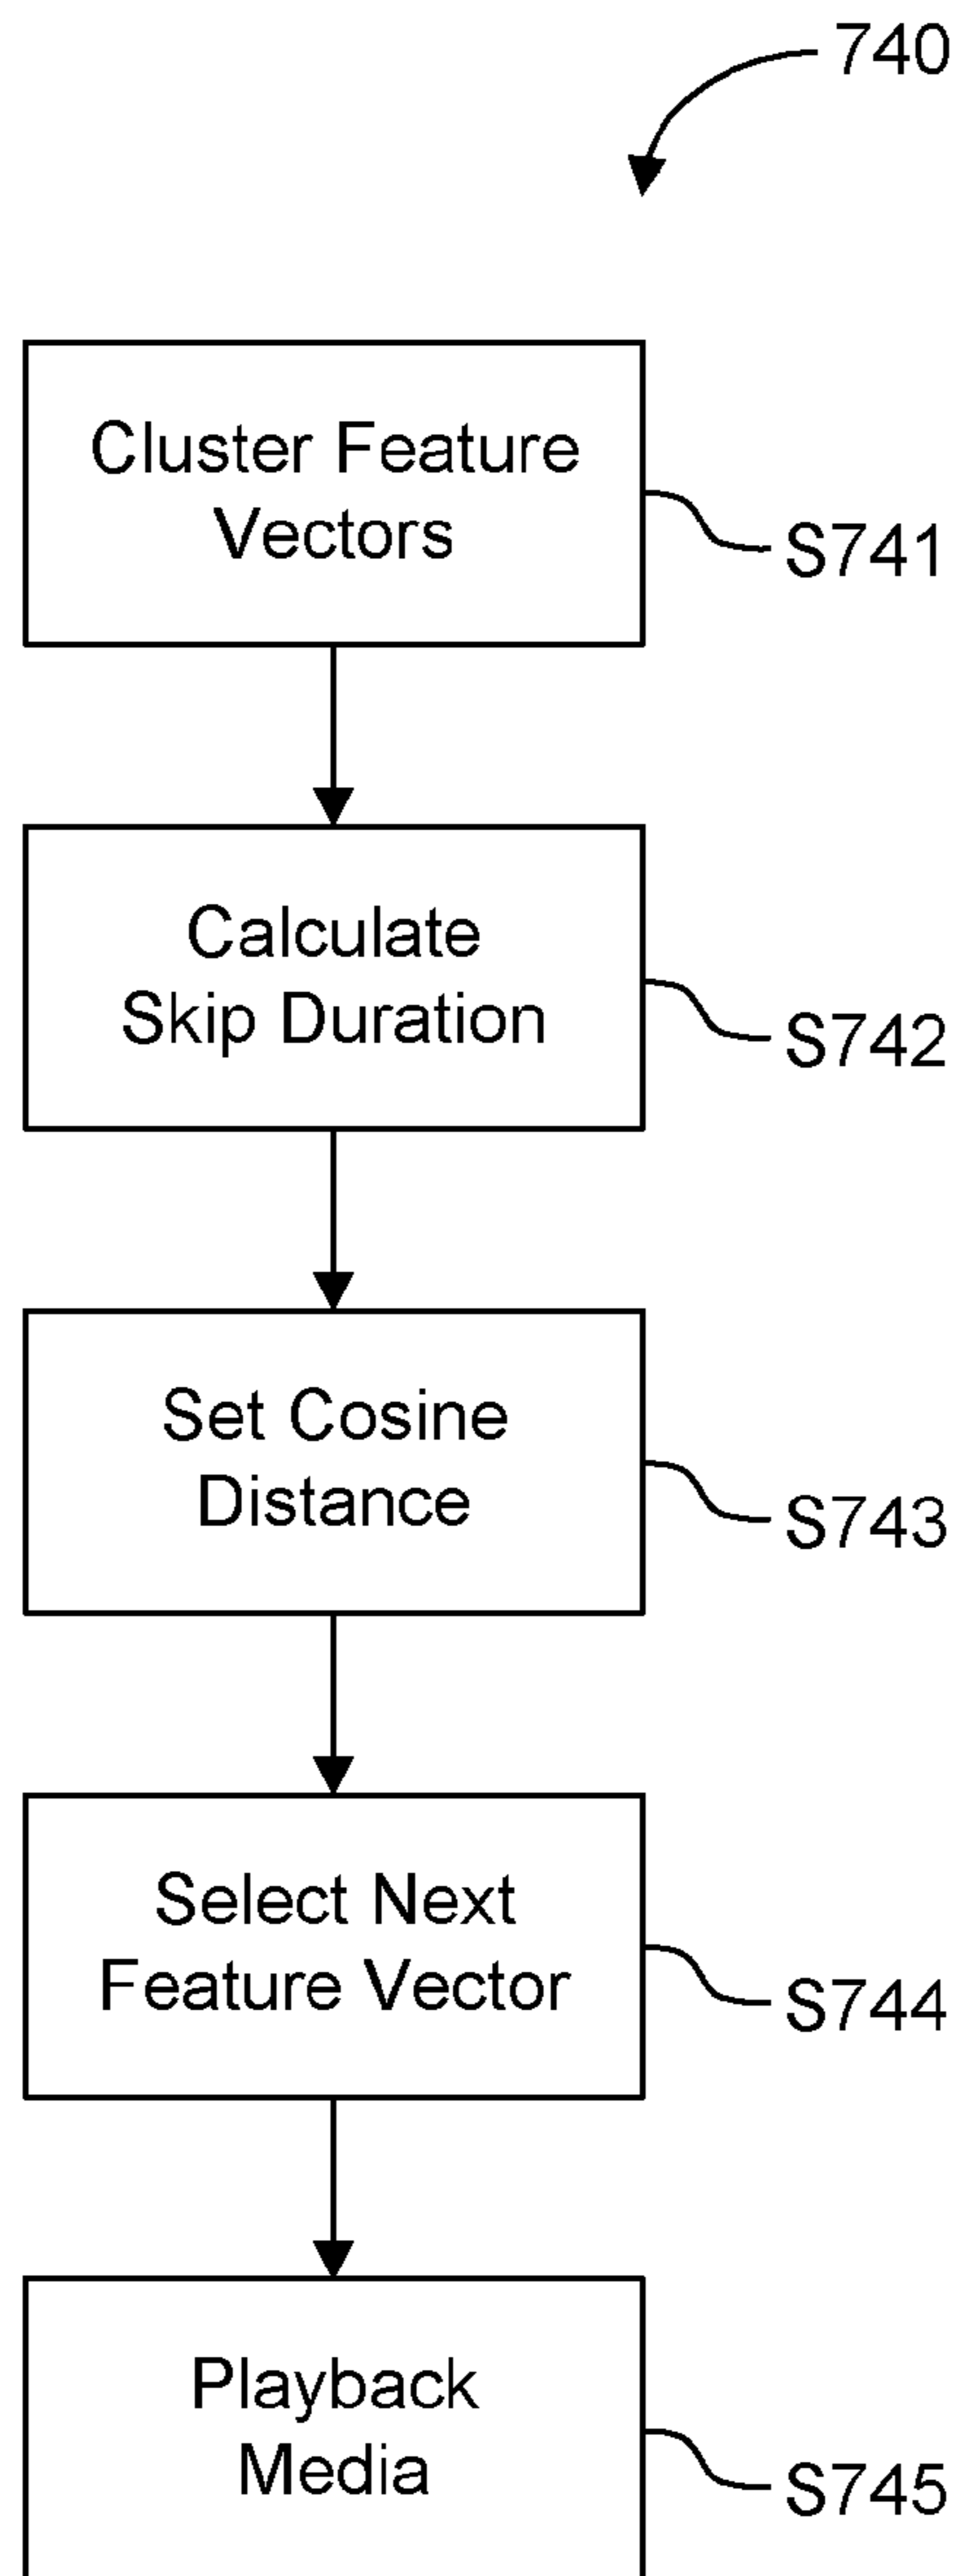 740
Cluster Feature
Vectors
S741
Calculate
Skip Duration
S742
Set Cosine
Distance
S743
Select Next
Feature Vector
S744
Playback
Media
S745